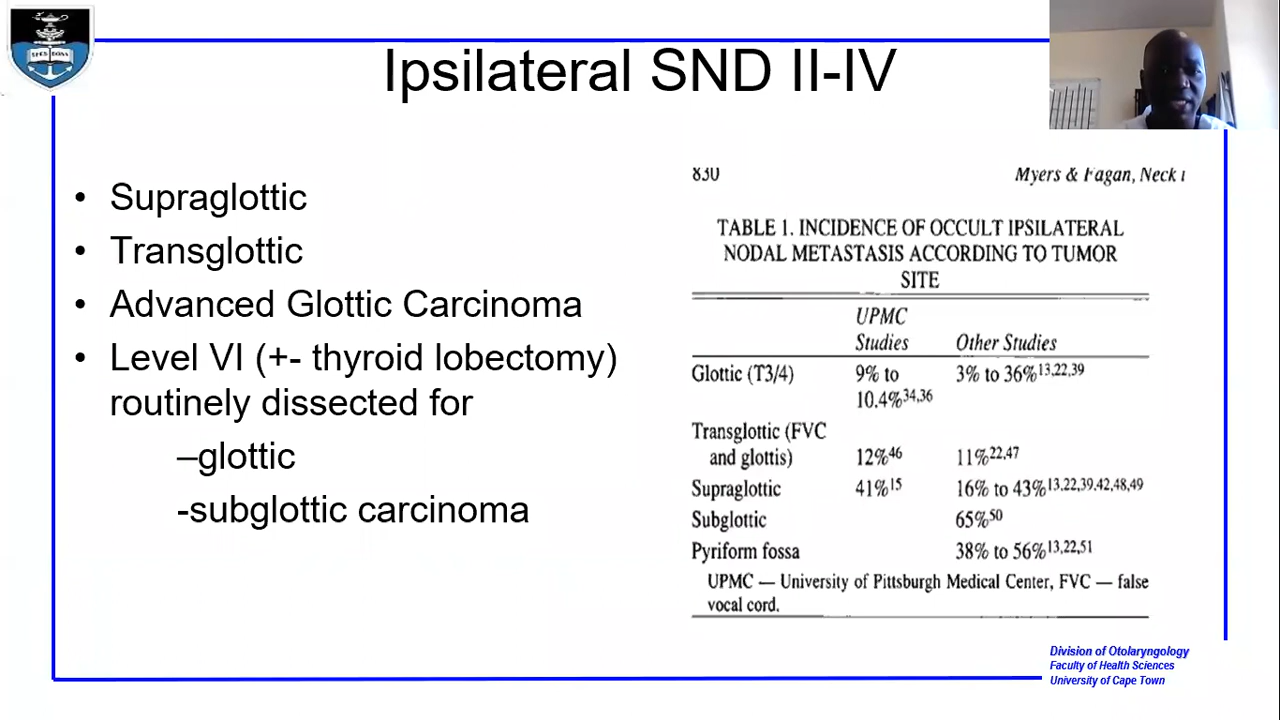 Ipsilateral SND II-IV
• Supraglottic
• Transglottic
• Advanced Glottic Carcinoma
• Level VI (+- thyroid lobectomy)
routinely dissected for
–glottic
-subglottic carcinoma
830
Myers & Fagan, Neck
TABLE 1. INCIDENCE OF OCCULT IPSILATERAL
NODAL METASTASIS ACCORDING TO TUMOR
SITE
UPMC
Studies Other Studies
Glottic (T3/4) 9% to 3% to 36%13,22,39
10.4%34,36
Transglottic (FVC
and glottis) 12%46 11%22,47
Supraglottic 41%15 16% to 43%13,22,39,42,48,49
Subglottic 65%50
Pyriform fossa 38% to 56%13,22,51
UPMC — University of Pittsburgh Medical Center, FVC — false
vocal cord.
Division of Otolaryngology
Faculty of Health Sciences
University of Cape Town